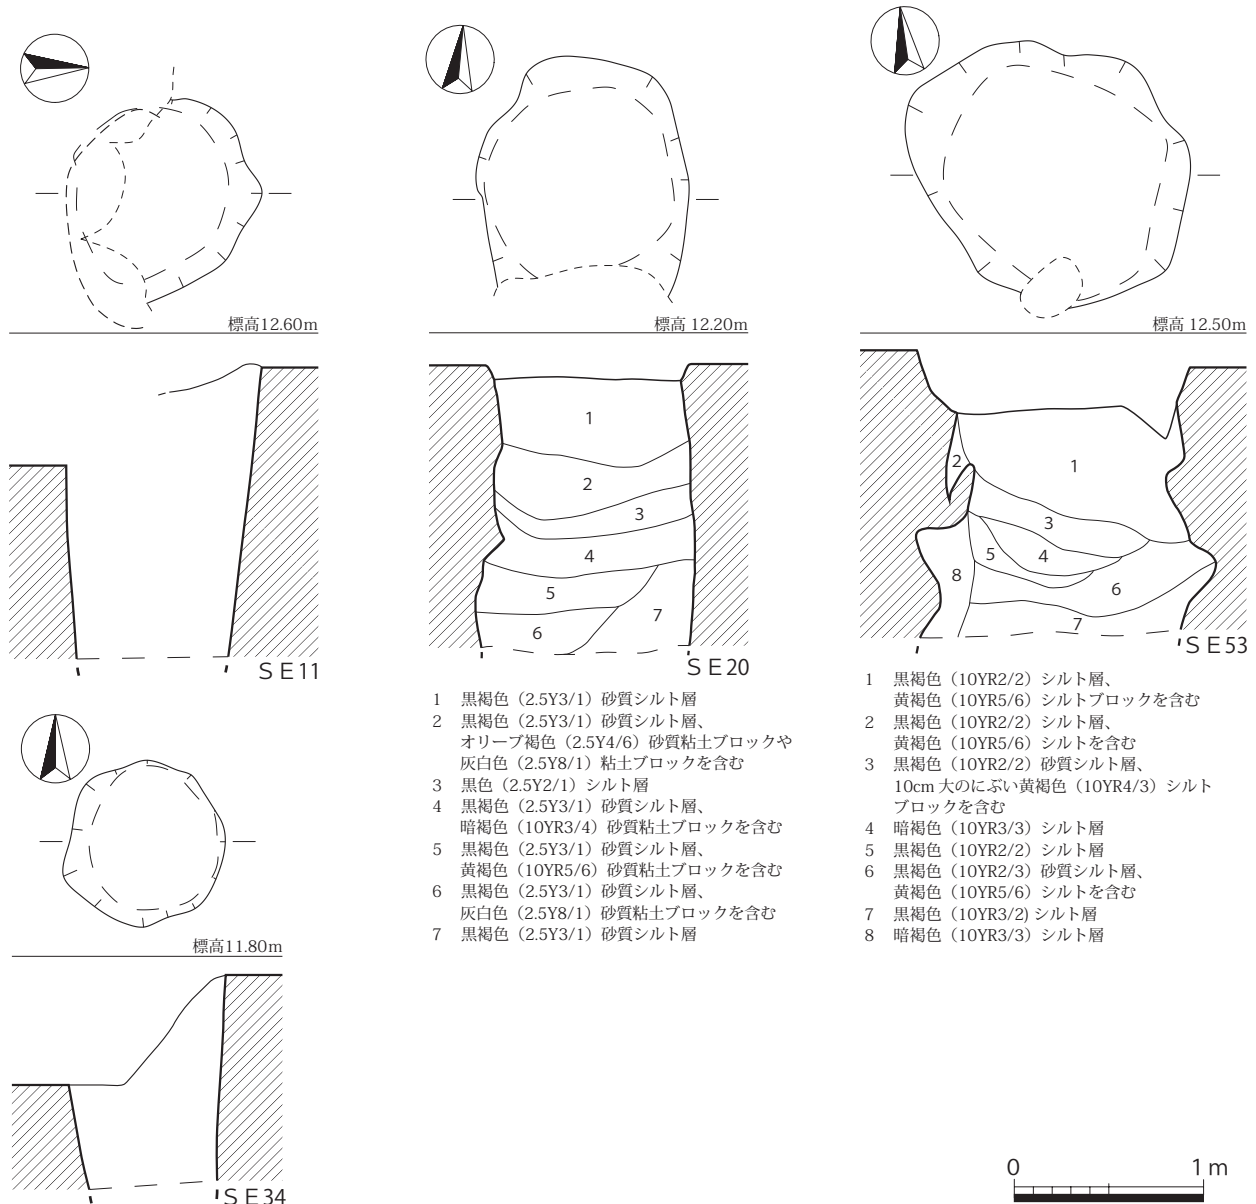 標高12.60m
ＳＥ11
標高 12.20m
1
2
3
4
5
6
7
ＳＥ20
1　黒褐色（2.5Y3/1）砂質シルト層
2　黒褐色（2.5Y3/1）砂質シルト層、
オリーブ褐色（2.5Y4/6）砂質粘土ブロックや
灰白色（2.5Y8/1）粘土ブロックを含む
3　黒色（2.5Y2/1）シルト層
4　黒褐色（2.5Y3/1）砂質シルト層、
暗褐色（10YR3/4）砂質粘土ブロックを含む
5　黒褐色（2.5Y3/1）砂質シルト層、
黄褐色（10YR5/6）砂質粘土ブロックを含む
6　黒褐色（2.5Y3/1）砂質シルト層、
灰白色（2.5Y8/1）砂質粘土ブロックを含む
7　黒褐色（2.5Y3/1）砂質シルト層
標高 12.50m
2
1
3
5
4
8
6
7
ＳＥ53
1　黒褐色（10YR2/2）シルト層、
黄褐色（10YR5/6）シルトブロックを含む
2　黒褐色（10YR2/2）シルト層、
黄褐色（10YR5/6）シルトを含む
3　黒褐色（10YR2/2）砂質シルト層、
10cm 大のにぶい黄褐色（10YR4/3）シルト
ブロックを含む
4　暗褐色（10YR3/3）シルト層
5　黒褐色（10YR2/2）シルト層
6　黒褐色（10YR2/3）砂質シルト層、
黄褐色（10YR5/6）シルトを含む
7　黒褐色（10YR3/2) シルト層
8　暗褐色（10YR3/3）シルト層
標高11.80m
ＳＥ34
0 1 m